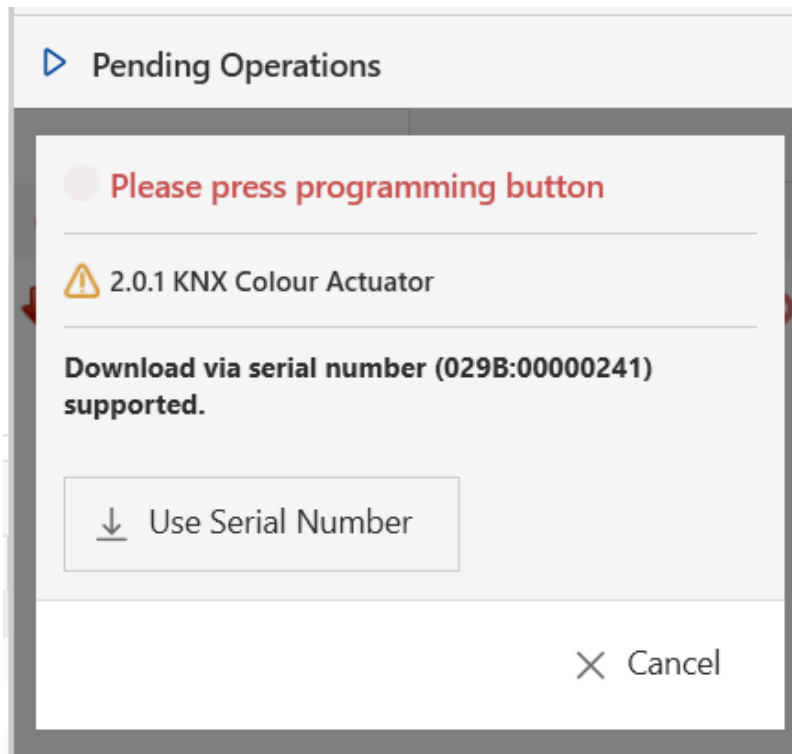 Pending Operations
Please press programming button
2.0.1 KNX Colour Actuator
Download via serial number (029B:00000241)
supported.
Use Serial Number
Cancel